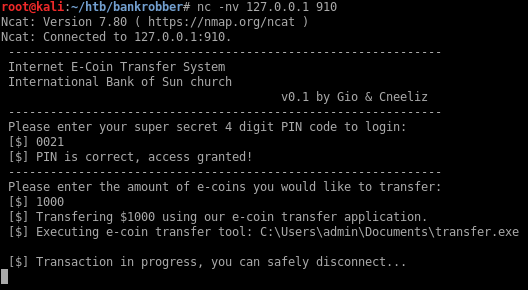 root@kali:~/htb/bankrobber# nc -nv 127.0.0.1 910
Ncat: Version 7.80 ( https://nmap.org/ncat )
Ncat: Connected to 127.0.0.1:910.
--------------------------------------------------------------
Internet E-Coin Transfer System
International Bank of Sun church
v0.1 by Gio & Cneeliz
--------------------------------------------------------------
Please enter your super secret 4 digit PIN code to login:
[$] 0021
[$] PIN is correct, access granted!
--------------------------------------------------------------
Please enter the amount of e-coins you would like to transfer:
[$] 1000
[$] Transfering $1000 using our e-coin transfer application.
[$] Executing e-coin transfer tool: C:\Users\admin\Documents\transfer.exe
[$] Transaction in progress, you can safely disconnect...